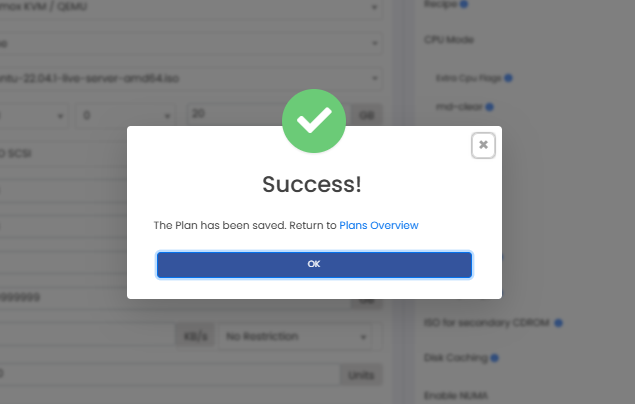 mox KVM / QEMU
Recipe
CPU Mode
ntu-22.04.1-live-server-amd64.iso
Extra Cpu Flags
0
20
GB
md-clear
O SCSI
Success!
The Plan has been saved. Return to Plans Overview
OK
999999
GB
ISO for secondary CDROM
KB/s
No Restriction
Disk Caching
Units
Enable NUMA